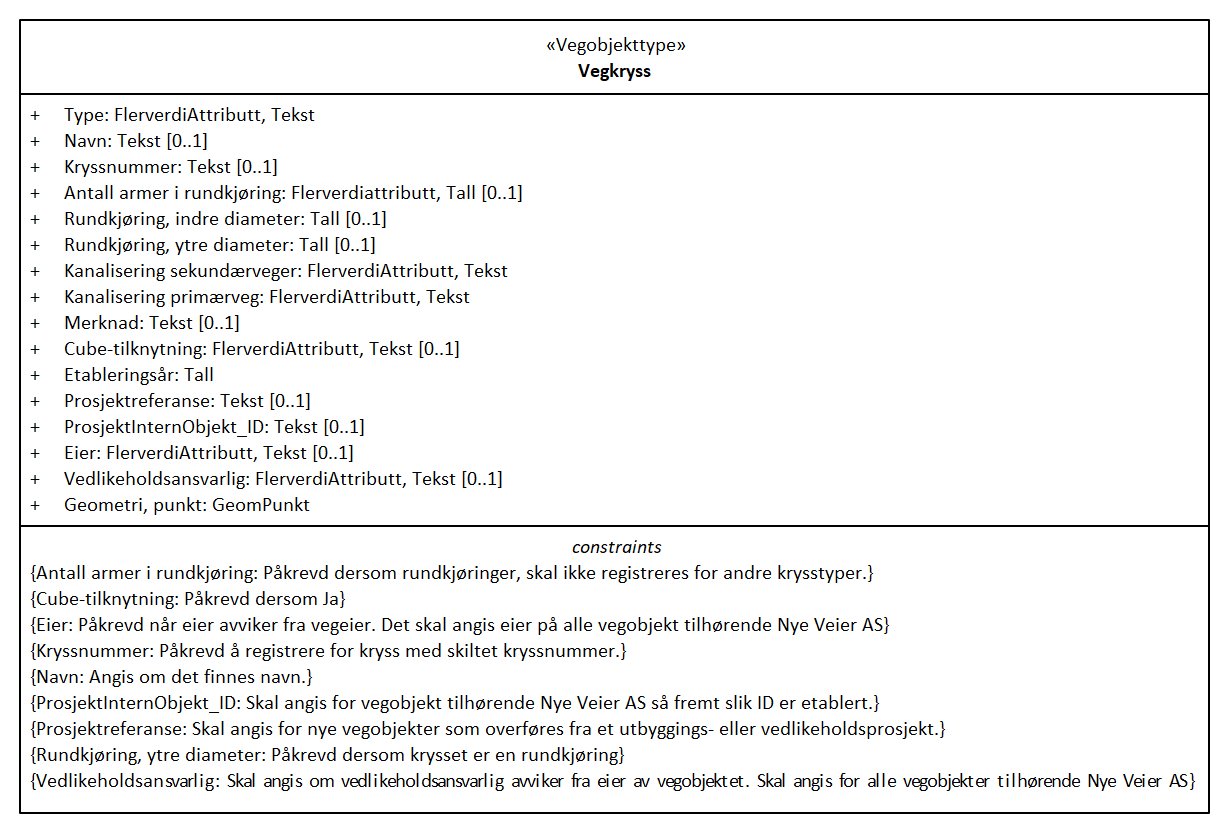 «Vegobjekttype»
Vegkryss
+ Type: FlerverdiAttributt, Tekst
+ Navn: Tekst [0..1]
+ Kryssnummer: Tekst [0..1]
+ Antall armer i rundkjøring: Flerverdiattributt, Tall [0..1]
+ Rundkjøring, indre diameter: Tall [0..1]
+ Rundkjøring, ytre diameter: Tall [0..1]
+ Kanalisering sekundærveger: FlerverdiAttributt, Tekst
+ Kanalisering primærveg: FlerverdiAttributt, Tekst
+ Merknad: Tekst [0..1]
+ Cube-tilknytning: FlerverdiAttributt, Tekst [0..1]
+ Etableringsår: Tall
+ Prosjektreferanse: Tekst [0..1]
+ ProsjektInternObjekt_ID: Tekst [0..1]
+ Eier: FlerverdiAttributt, Tekst [0..1]
+ Vedlikeholdsansvarlig: FlerverdiAttributt, Tekst [0..1]
+ Geometri, punkt: GeomPunkt
constraints
{Antall armer i rundkjøring: Påkrevd dersom rundkjøringer, skal ikke registreres for andre krysstyper.}
{Cube-tilknytning: Påkrevd dersom Ja}
{Eier: Påkrevd når eier avviker fra vegeier. Det skal angis eier på alle vegobjekt tilhørende Nye Veier AS}
{Kryssnummer: Påkrevd å registrere for kryss med skiltet kryssnummer.}
{Navn: Angis om det finnes navn.}
{ProsjektInternObjekt_ID: Skal angis for vegobjekt tilhørende Nye Veier AS så fremt slik ID er etablert.}
{Prosjektreferanse: Skal angis for nye vegobjekter som overføres fra et utbyggings- eller vedlikeholdsprosjekt.}
{Rundkjøring, ytre diameter: Påkrevd dersom krysset er en rundkjøring}
{Vedlikeholdsansvarlig: Skal angis om vedlikeholdsansvarlig avviker fra eier av vegobjektet. Skal angis for alle vegobjekter tilhørende Nye Veier AS}